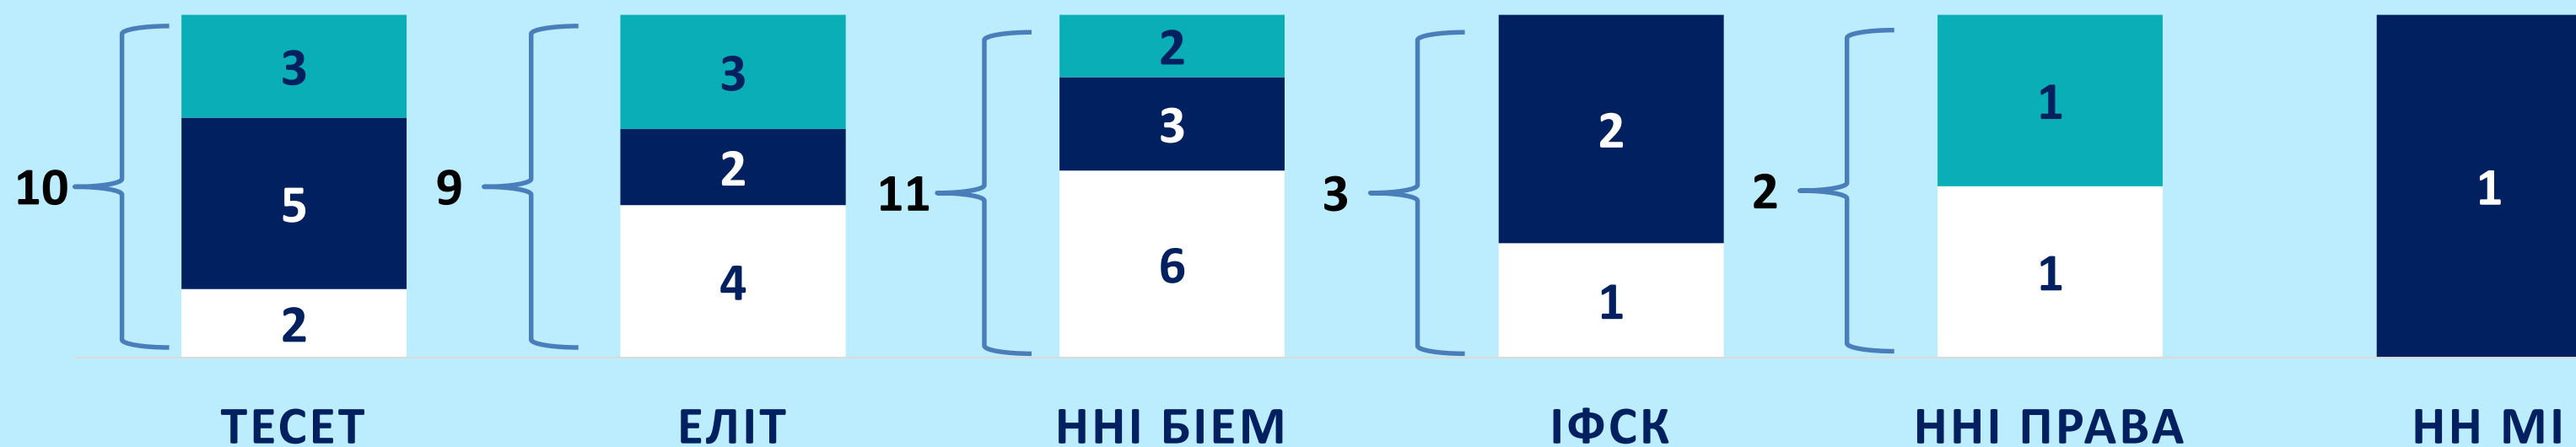 3 3 2 2 1 1
10 5 9 2 11 3 3 2
2 4 6 1 1
ТЕСЕТ ЕЛІТ ННІ БІЕМ ІФСК ННІ ПРАВА НН МІ